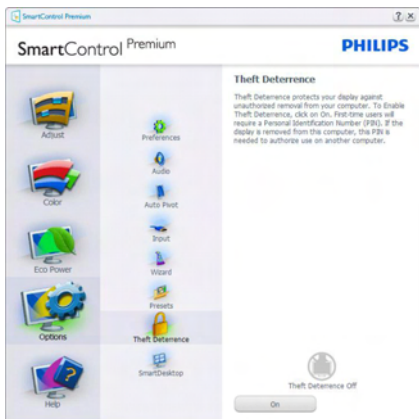 SmartControl Premium
SmartControl Premium
PHILIPS
Adjust
Color
Eco Power
Options
Help
Preferences
Audio
Auto Pivot
Input
Wizard
Presets
Theft Deterrence
SmartDesktop
Theft Deterrence
Theft Deterrence protects your display against
unauthorized removal from your computer. To Enable
Theft Deterrence, click on On. First-time users will
require a Personal Identification Number (PIN). If the
display is removed from this computer, this PIN is
needed to authorize use on another computer.
Theft Deterrence Off
On